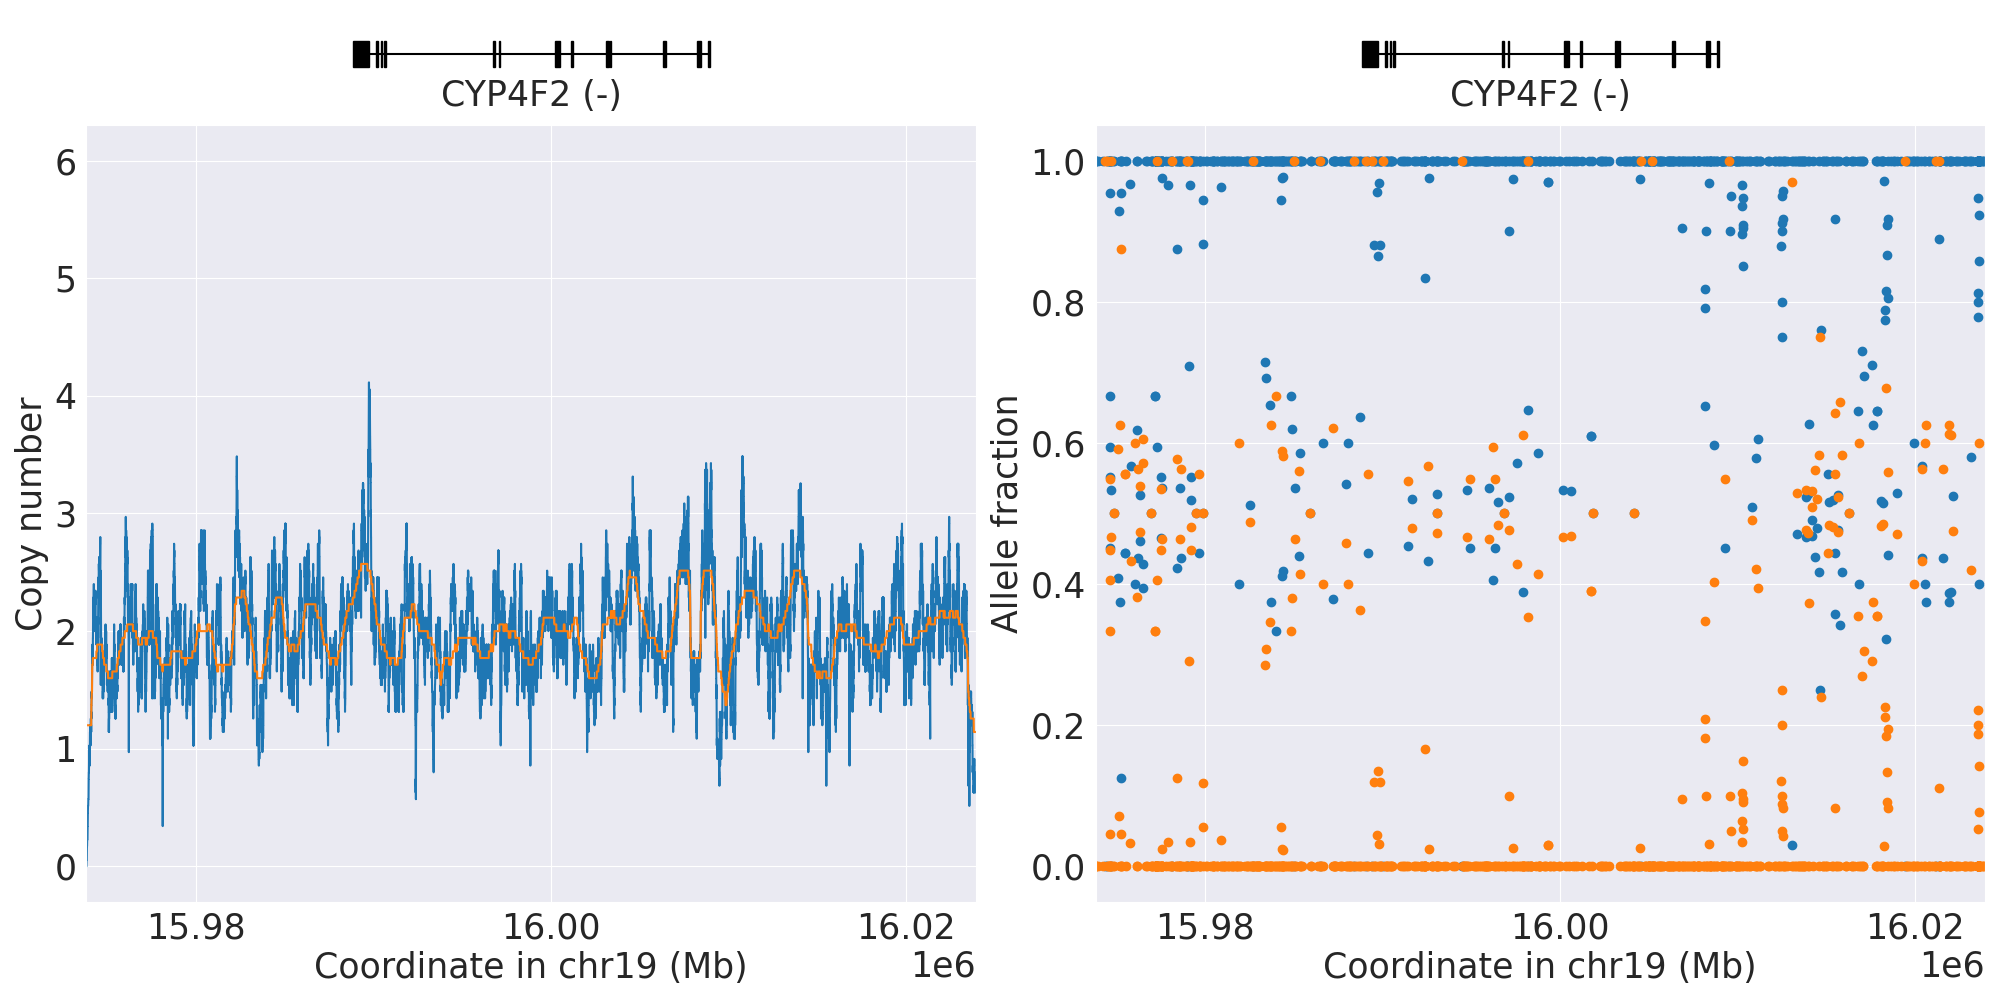 CYP4F2 (-)
Copy number
6
5
4
3
2
1
0
15.98
16.00
16.02
Coordinate in chr19 (Mb)
1e6
CYP4F2 (-)
Allele fraction
1.0
0.8
0.6
0.4
0.2
0.0
15.98
16.00
16.02
Coordinate in chr19 (Mb)
1e6